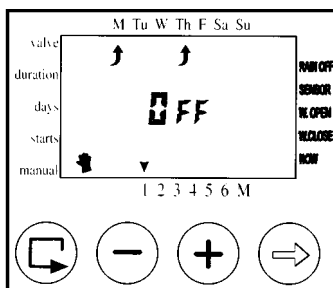 M Tu W Th F Sa Su
valve
duration
days
starts
manual
OFF
RAIN OFF
SENSOR
W. OPEN
W.CLOSE
NOW
1 2 3 4 5 6 M